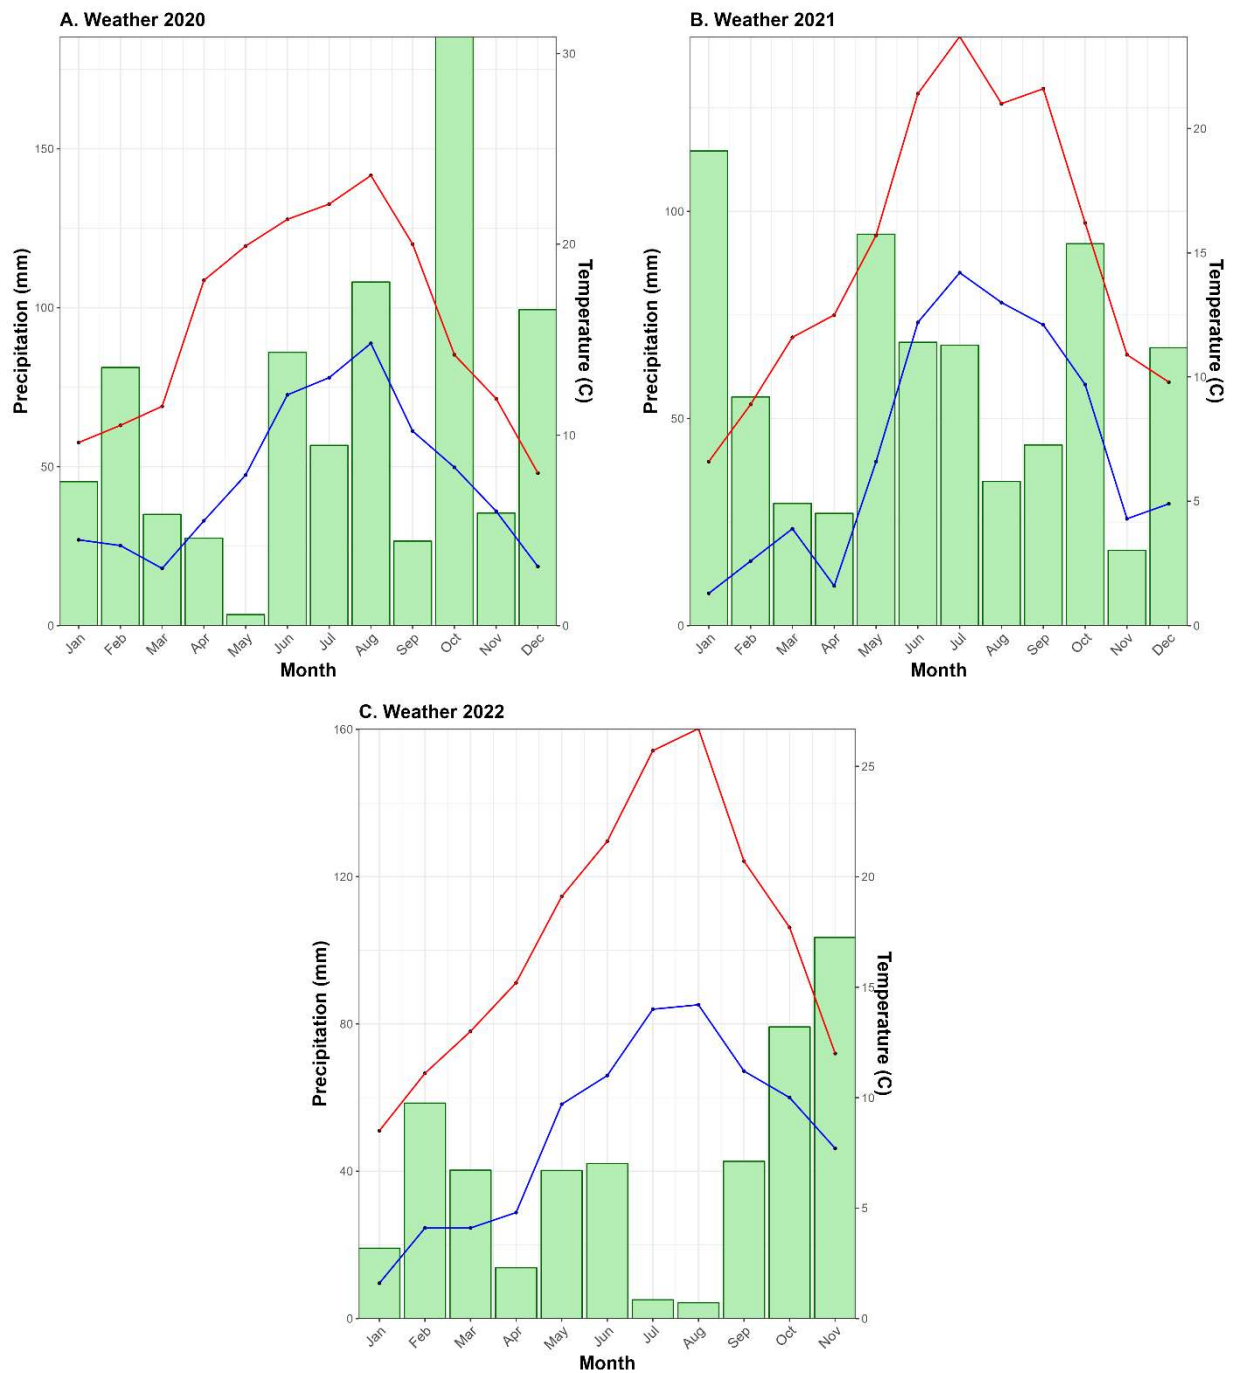 A. Weather 2020
Precipitation (mm)
150
100
50
0
30
20
10
0
Temperature (C)
Jan Feb Mar Apr May Jun Jul Aug Sep Oct Nov Dec
Month
B. Weather 2021
Precipitation (mm)
100
50
0
20
15
10
5
0
Temperature (C)
Jan Feb Mar Apr May Jun Jul Aug Sep Oct Nov Dec
Month
C. Weather 2022
Precipitation (mm)
160
120
80
40
0
25
20
15
10
5
0
Temperature (C)
Jan Feb Mar Apr May Jun Jul Aug Sep Oct Nov
Month